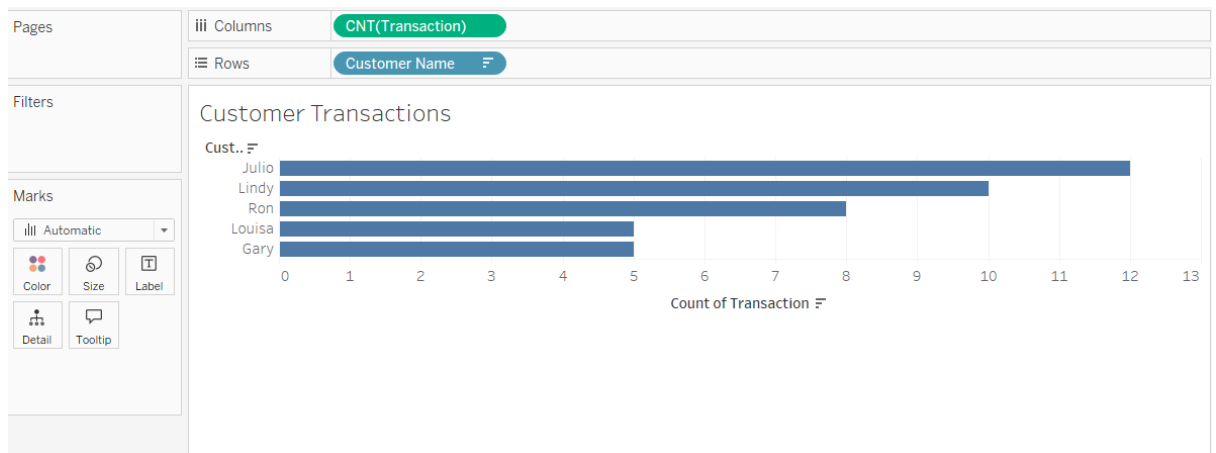 Pages
iii Columns
CNT(Transaction)
Rows
Customer Name
Filters
Customer Transactions
Cust..
Julio
Lindy
Ron
Louisa
Gary
0 1 2 3 4 5 6 7 8 9 10 11 12 13
Count of Transaction
Marks
Automatic
Color Size Label
T
Detail Tooltip